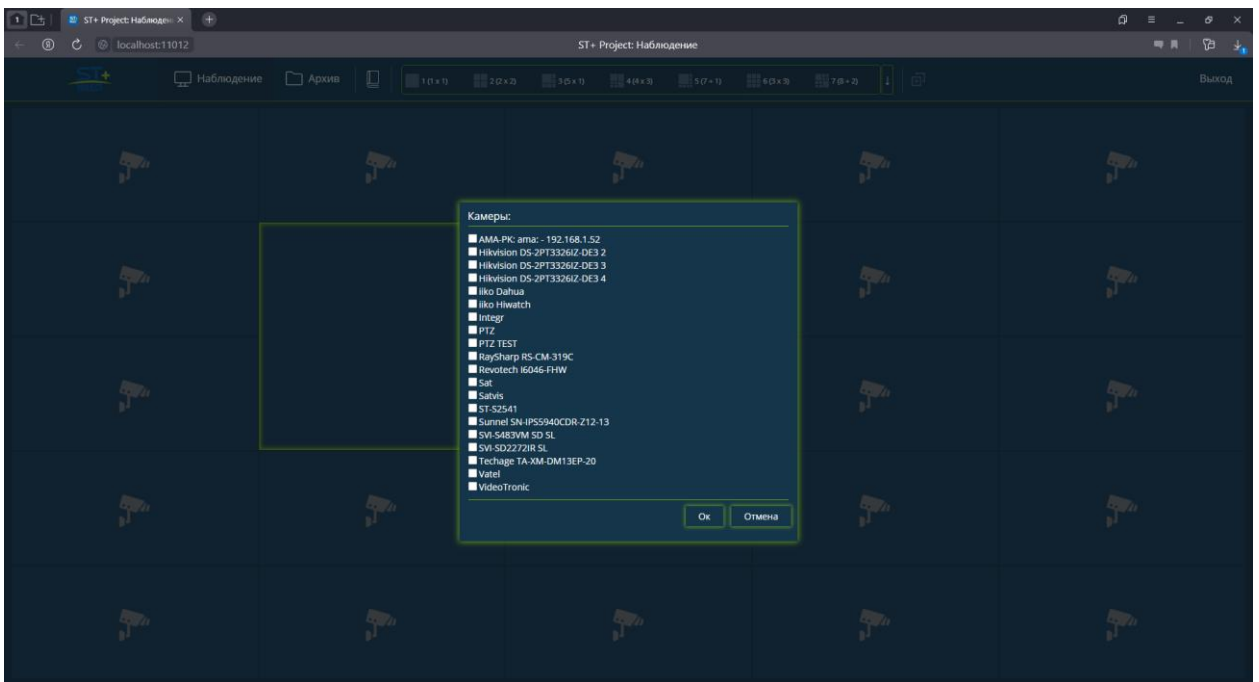 1
ST+ Project: Наблюден
localhost:11012
ST+ Project: Наблюдение
ST+
Наблюдение
Архив
1 (1 x 1)
2 (2 x 2)
3 (5 x 1)
4 (4 x 3)
5 (7 + 1)
6 (3 x 3)
7 (8 + 2)
Выход
Камеры:
AMA-PK: ama: - 192.168.1.52
Hikvision DS-2PT3326IZ-DE3 2
Hikvision DS-2PT3326IZ-DE3 3
Hikvision DS-2PT3326IZ-DE3 4
iiko Dahua
iiko Hiwatch
Integr
PTZ
PTZ TEST
RaySharp RS-CM-319C
Revotech I6046-FHW
Sat
Satvis
ST-S2541
Sunnel SN-IPS5940CDR-Z12-13
SVI-S483VM SD SL
SVI-SD2272IR SL
Techage TA-XM-DM13EP-20
Vatel
VideoTronic
Ок
Отмена